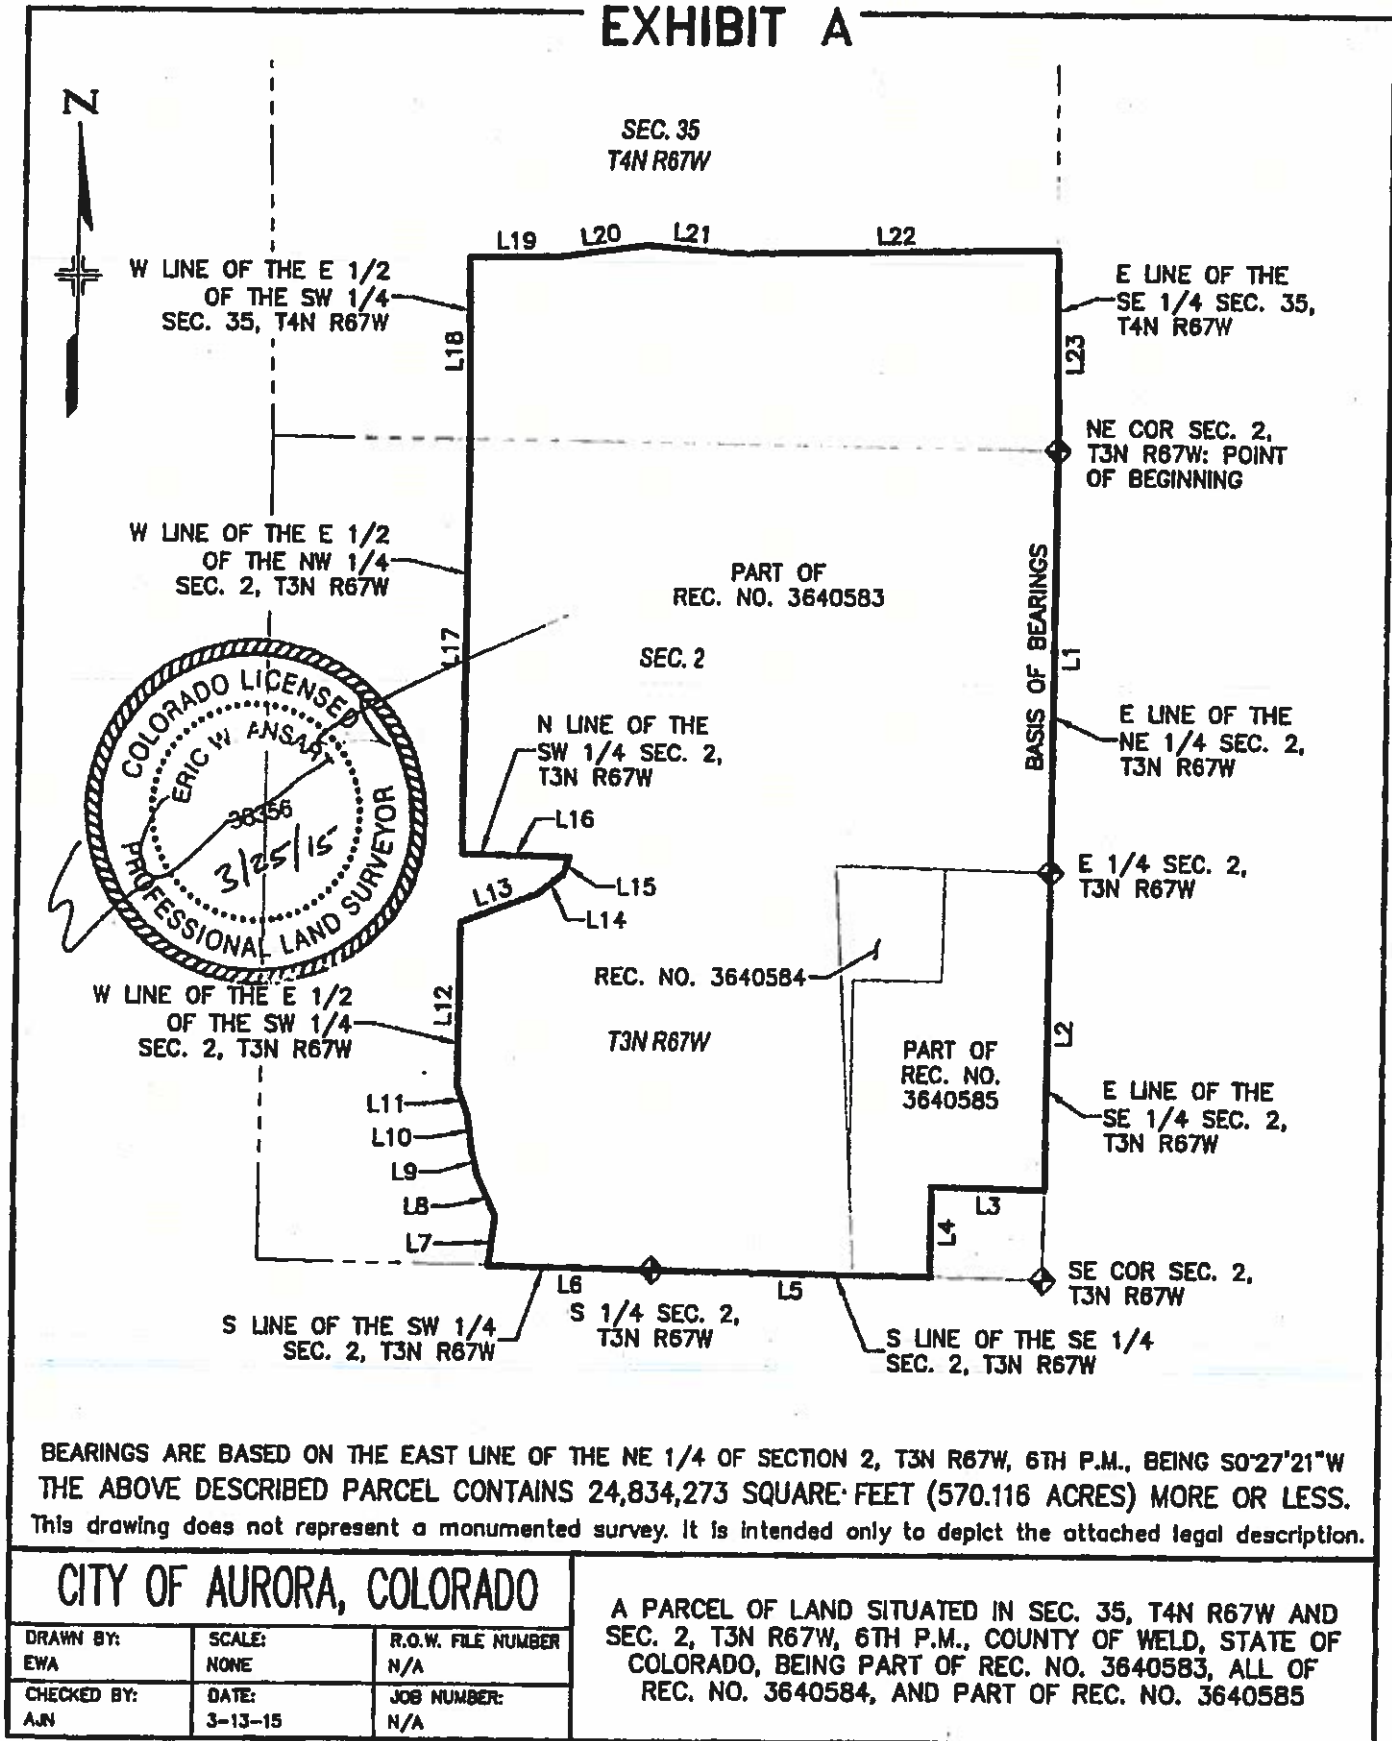 EXHIBIT A
N
SEC. 35
T4N R67W
L19
L20
L21
L22
W LINE OF THE E 1/2
OF THE SW 1/4
SEC. 35, T4N R67W
L18
E LINE OF THE
SE 1/4 SEC. 35,
T4N R67W
L23
NE COR SEC. 2,
T3N R67W: POINT
OF BEGINNING
W LINE OF THE E 1/2
OF THE NW 1/4
SEC. 2, T3N R67W
PART OF
REC. NO. 3640583
BASIS OF BEARINGS
L1
L17
SEC. 2
COLORADO LICENSED
ERIC W. ANSART
38356
3/25/15
PROFESSIONAL LAND SURVEYOR
N LINE OF THE
SW 1/4 SEC. 2,
T3N R67W
E LINE OF THE
NE 1/4 SEC. 2,
T3N R67W
L16
L15
L13
L14
E 1/4 SEC. 2,
T3N R67W
REC. NO. 3640584
W LINE OF THE E 1/2
OF THE SW 1/4
SEC. 2, T3N R67W
L12
T3N R67W
PART OF
REC. NO.
3640585
L2
E LINE OF THE
SE 1/4 SEC. 2,
T3N R67W
L11
L10
L9
L8
L7
L3
L4
L6
L5
SE COR SEC. 2,
T3N R67W
S LINE OF THE SW 1/4
SEC. 2, T3N R67W
S 1/4 SEC. 2,
T3N R67W
S LINE OF THE SE 1/4
SEC. 2, T3N R67W
BEARINGS ARE BASED ON THE EAST LINE OF THE NE 1/4 OF SECTION 2, T3N R67W, 6TH P.M., BEING S0°27'21"W
THE ABOVE DESCRIBED PARCEL CONTAINS 24,834,273 SQUARE FEET (570.116 ACRES) MORE OR LESS.
This drawing does not represent a monumented survey. It is intended only to depict the attached legal description.
CITY OF AURORA, COLORADO
DRAWN BY:
EWA
SCALE:
NONE
R.O.W. FILE NUMBER
N/A
CHECKED BY:
AJN
DATE:
3-13-15
JOB NUMBER:
N/A
A PARCEL OF LAND SITUATED IN SEC. 35, T4N R67W AND
SEC. 2, T3N R67W, 6TH P.M., COUNTY OF WELD, STATE OF
COLORADO, BEING PART OF REC. NO. 3640583, ALL OF
REC. NO. 3640584, AND PART OF REC. NO. 3640585